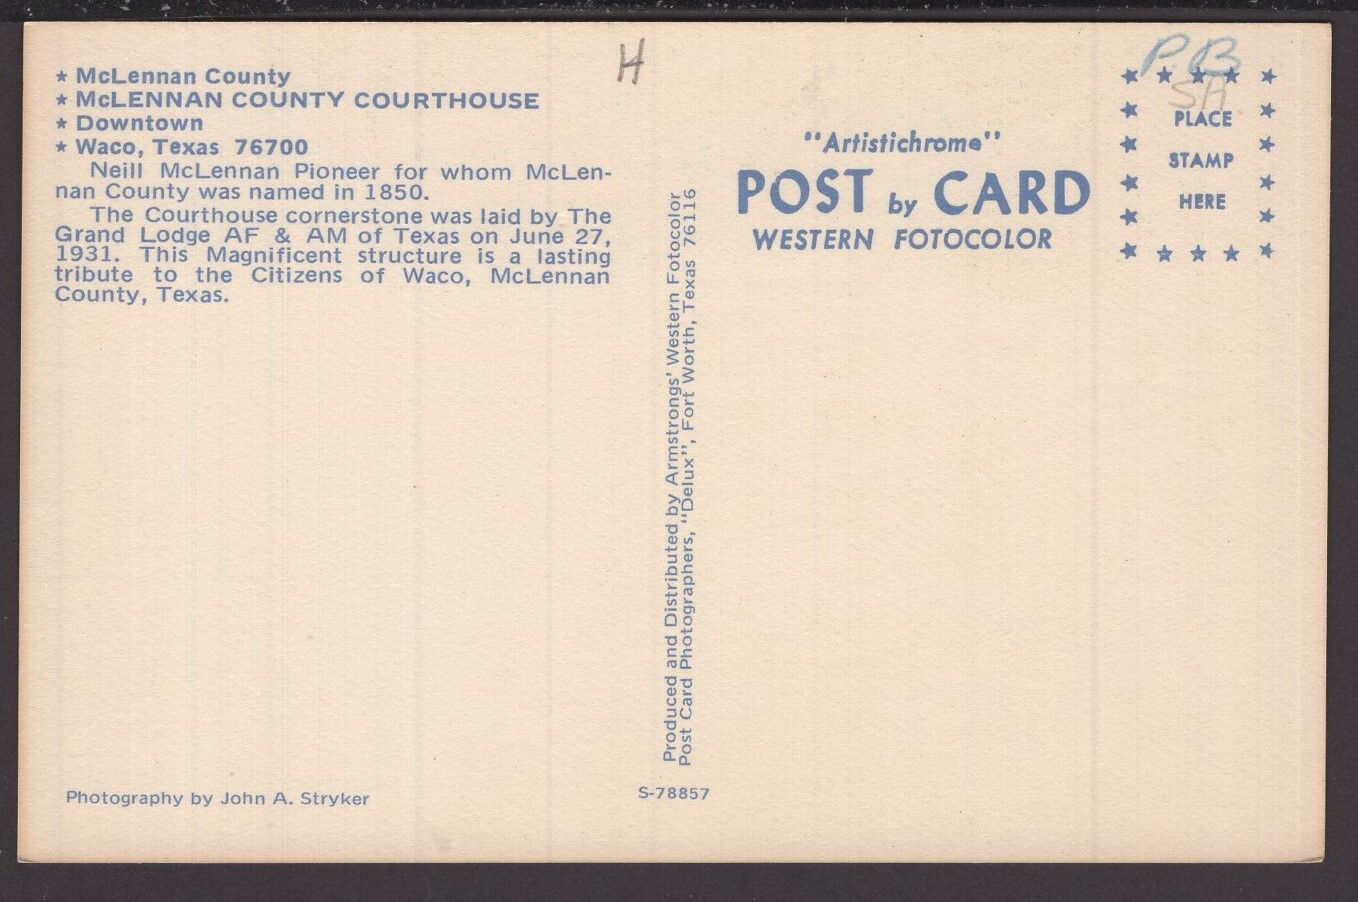 ★ McLennan County
★ McLENNAN COUNTY COURTHOUSE
★ Downtown
★ Waco, Texas 76700
Neill McLennan Pioneer for whom McLen-
nan County was named in 1850.
The Courthouse cornerstone was laid by The
Grand Lodge AF & AM of Texas on June 27,
1931. This Magnificent structure is a lasting
tribute to the Citizens of Waco, McLennan
County, Texas.
Photography by John A. Stryker
H
Produced and Distributed by Armstrongs' Western Fotocolor
Post Card Photographers, "Delux", Fort Worth, Texas 76116
S-78857
"Artistichrome"
POST by CARD
WESTERN FOTOCOLOR
P.B
SA
PLACE
STAMP
HERE